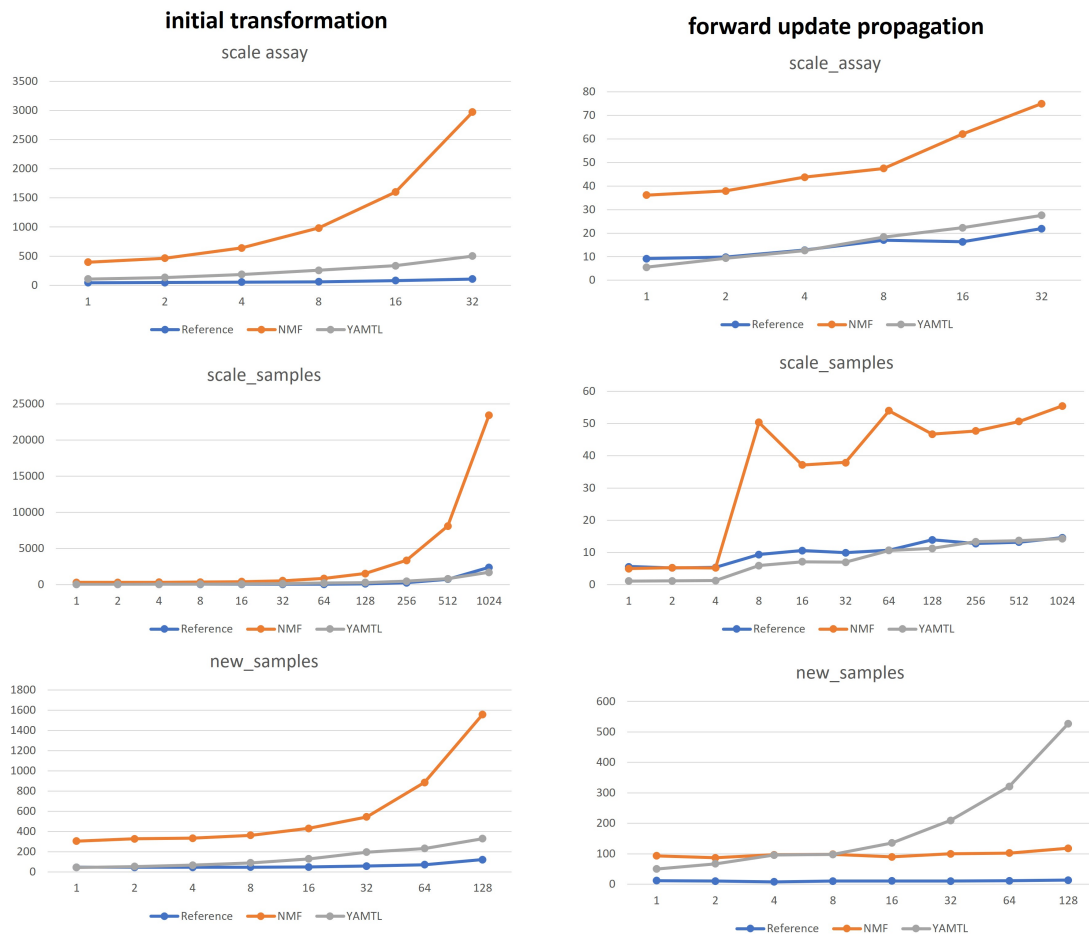 initial transformation
scale assay
3500
3000
2500
2000
1500
1000
500
0
1 2 4 8 16 32
Reference NMF YAMTL
scale_samples
25000
20000
15000
10000
5000
0
1 2 4 8 16 32 64 128 256 512 1024
Reference NMF YAMTL
new_samples
1800
1600
1400
1200
1000
800
600
400
200
0
1 2 4 8 16 32 64 128
Reference NMF YAMTL
forward update propagation
scale_assay
80
70
60
50
40
30
20
10
0
1 2 4 8 16 32
Reference NMF YAMTL
scale_samples
60
50
40
30
20
10
0
1 2 4 8 16 32 64 128 256 512 1024
Reference NMF YAMTL
new_samples
600
500
400
300
200
100
0
1 2 4 8 16 32 64 128
Reference NMF YAMTL